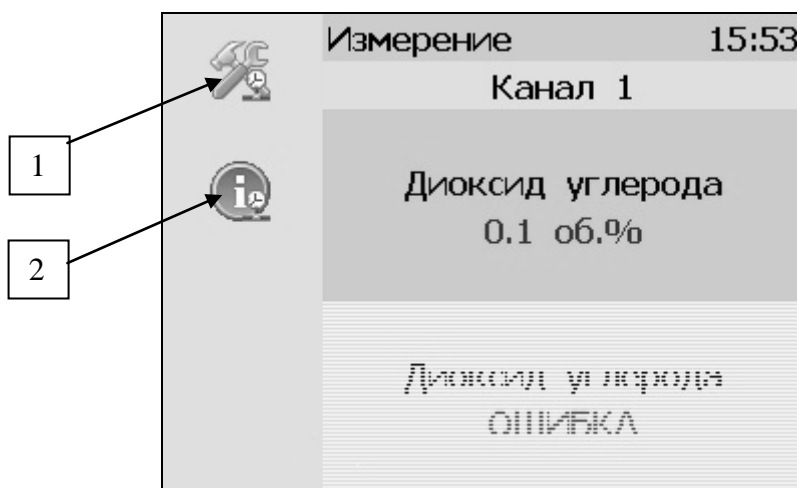 Измерение 15:53
Канал 1
1
Диоксид углерода
0.1 об.%
2
Диоксид углерода
ОШИБКА